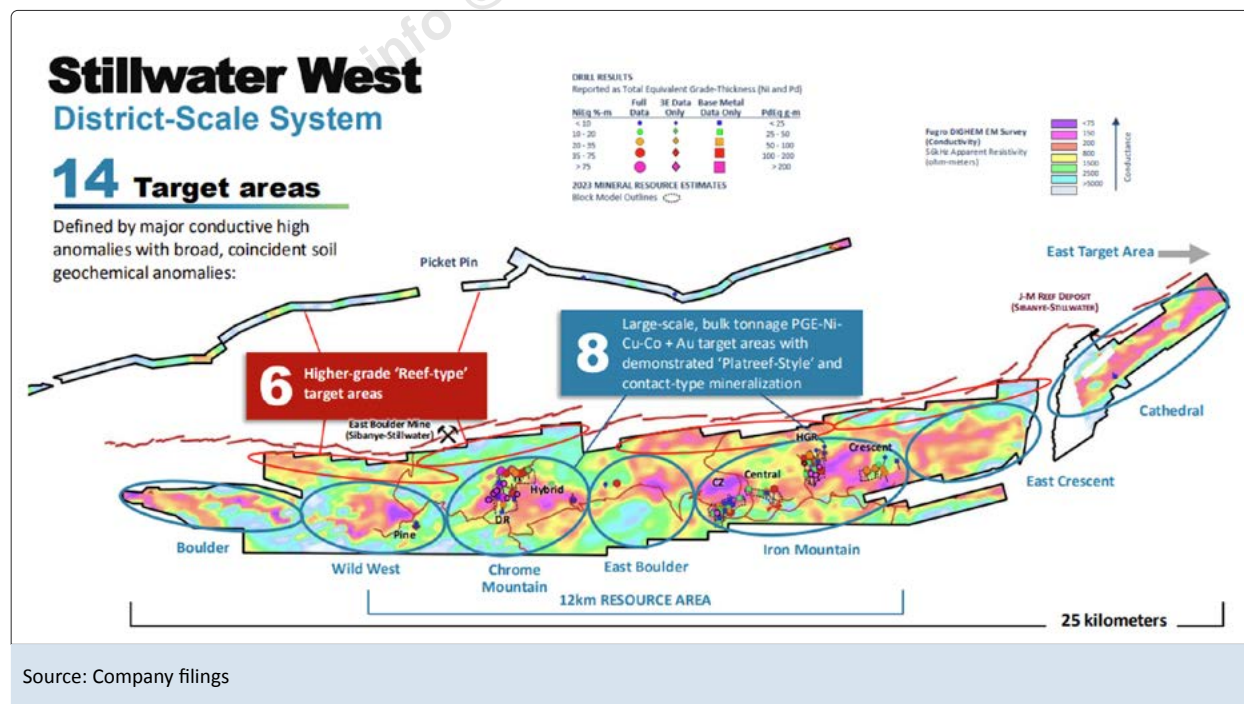 info ©
Stillwater West
District-Scale System
14 Target areas
Defined by major conductive high
anomalies with broad, coincident soil
geochemical anomalies:
DRILL RESULTS
Reported as Total Equivalent Grade-Thickness (Ni and Pd)
Full 3E Data Base Metal
NiEq %-m Data Only Data Only PdEq g-m
< 10 < 25
10 - 20 25 - 50
20 - 35 50 - 100
35 - 75 100 - 200
> 75 > 200
2023 MINERAL RESOURCE ESTIMATES
Block Model Outlines
Fugro DIGHEM EM Survey
(Conductivity)
56kHz Apparent Resistivity
(ohm-meters)
<75
150
200
800
1500
2500
>5000
Conductance
East Target Area
Picket Pin
J-M REEF DEPOSIT
(SIBANYE-STILLWATER)
8 Large-scale, bulk tonnage PGE-Ni-
Cu-Co + Au target areas with
demonstrated 'Platreef-Style' and
contact-type mineralization
6 Higher-grade 'Reef-type'
target areas
East Boulder Mine
(Sibanye-Stillwater)
Cathedral
HGR
Crescent
Central
CZ
Hybrid
DR
Pine
East Crescent
Boulder
Wild West
Chrome
Mountain
East Boulder
Iron Mountain
12km RESOURCE AREA
25 kilometers
Source: Company filings